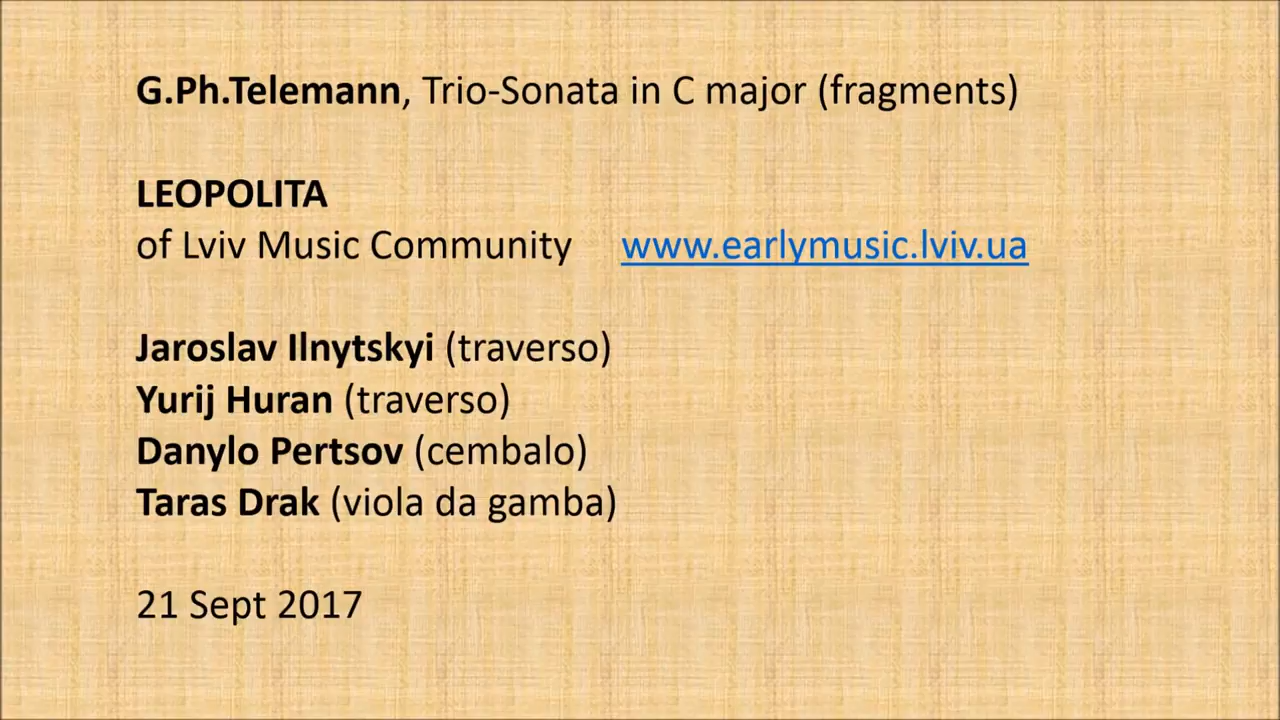 G.Ph.Telemann, Trio-Sonata in C major (fragments)
LEOPOLITA
of Lviv Music Community www.earlymusic.lviv.ua
Jaroslav Ilnytskyi (traverso)
Yurij Huran (traverso)
Danylo Pertsov (cembalo)
Taras Drak (viola da gamba)
21 Sept 2017